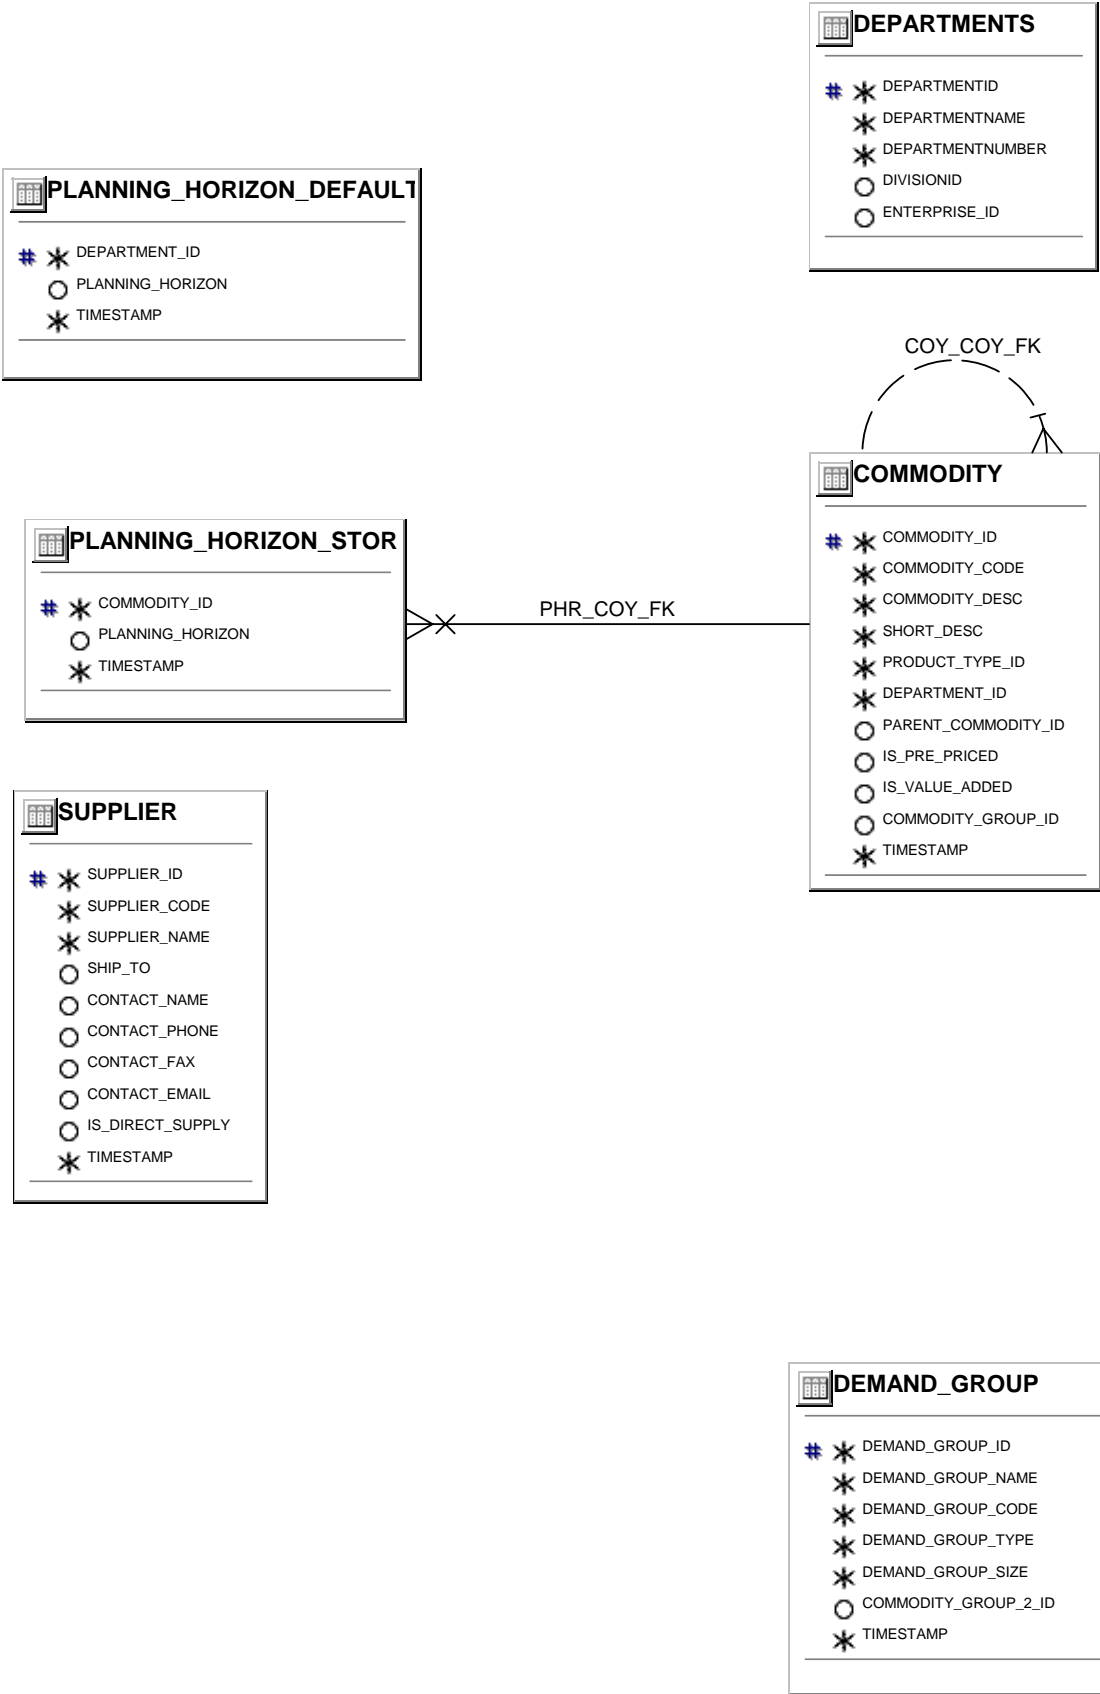 DEPARTMENTS
# DEPARTMENTID
DEPARTMENTNAME
DEPARTMENTNUMBER
DIVISIONID
ENTERPRISE_ID
PLANNING_HORIZON_DEFAULT
# DEPARTMENT_ID
PLANNING_HORIZON
TIMESTAMP
COY_COY_FK
COMMODITY
# COMMODITY_ID
COMMODITY_CODE
COMMODITY_DESC
SHORT_DESC
PRODUCT_TYPE_ID
DEPARTMENT_ID
PARENT_COMMODITY_ID
IS_PRE_PRICED
IS_VALUE_ADDED
COMMODITY_GROUP_ID
TIMESTAMP
PLANNING_HORIZON_STOR
# COMMODITY_ID
PLANNING_HORIZON
TIMESTAMP
PHR_COY_FK
SUPPLIER
# SUPPLIER_ID
SUPPLIER_CODE
SUPPLIER_NAME
SHIP_TO
CONTACT_NAME
CONTACT_PHONE
CONTACT_FAX
CONTACT_EMAIL
IS_DIRECT_SUPPLY
TIMESTAMP
DEMAND_GROUP
# DEMAND_GROUP_ID
DEMAND_GROUP_NAME
DEMAND_GROUP_CODE
DEMAND_GROUP_TYPE
DEMAND_GROUP_SIZE
COMMODITY_GROUP_2_ID
TIMESTAMP